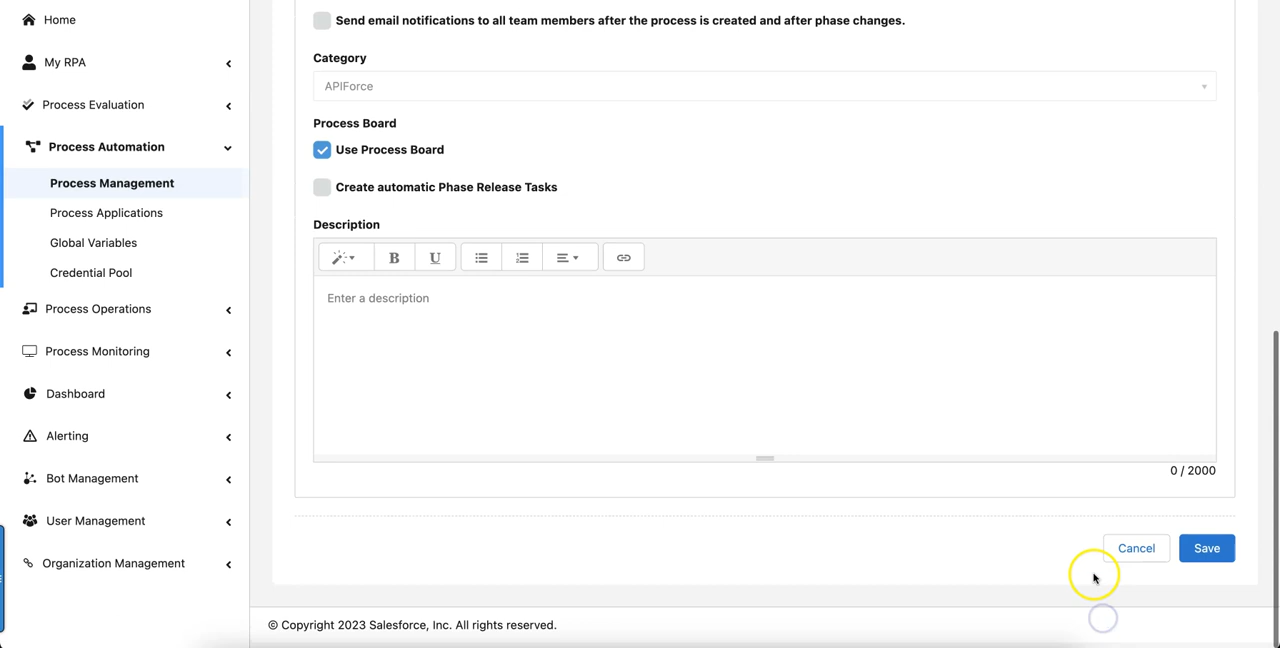 Home
My RPA
Process Evaluation
Process Automation
Process Management
Process Applications
Global Variables
Credential Pool
Process Operations
Process Monitoring
Dashboard
Alerting
Bot Management
User Management
Organization Management
Send email notifications to all team members after the process is created and after phase changes.
Category
APIForce
Process Board
Use Process Board
Create automatic Phase Release Tasks
Description
B U
Enter a description
0 / 2000
Cancel Save
© Copyright 2023 Salesforce, Inc. All rights reserved.